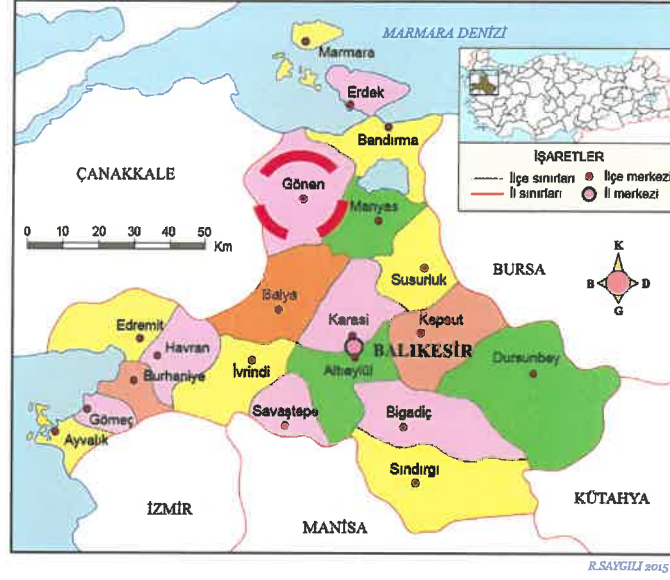 MARMARA DENİZİ
Marmara
Erdek
Bandırma
ÇANAKKALE
Gönen
Manyas
İŞARETLER
İlçe sınırları
İlçe merkezi
İl sınırları
İl merkezi
0 10 20 30 40 50
Km
BURSA
Susurluk
K
B D
G
Balya
Karasi
Kepsut
Edremit
Havran
BALIKESİR
Dursunbey
İvrindi
Altıeylül
Burhaniye
Gömeç
Savaştepe
Bigadiç
Ayvalık
Sındırgı
KÜTAHYA
İZMİR
MANİSA
R.SAYGILI 2015